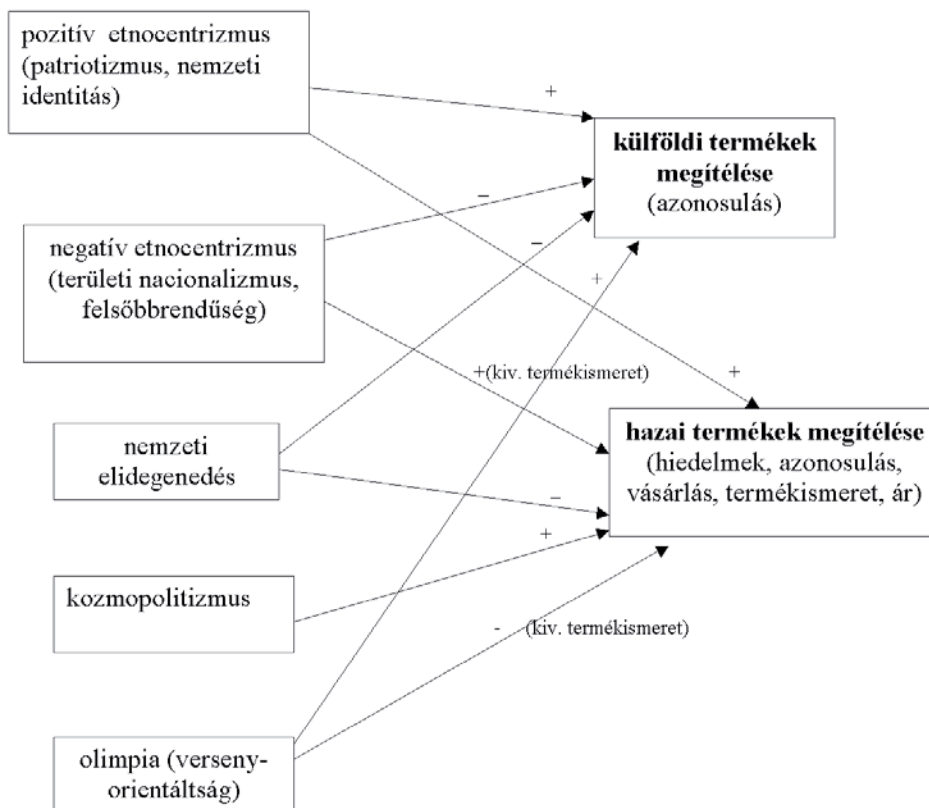 pozitív etnocentrizmus
(patriotizmus, nemzeti
identitás)
+
külföldi termékek
megítélése
(azonosulás)
–
negatív etnocentrizmus
(területi nacionalizmus,
felsőbbrendűség)
–
+
+(kiv. termékismeret)
+
nemzeti
elidegenedés
hazai termékek megítélése
(hiedelmek, azonosulás,
vásárlás, termékismeret, ár)
–
+
kozmopolitizmus
- (kiv. termékismeret)
olimpia (verseny-
orientáltság)